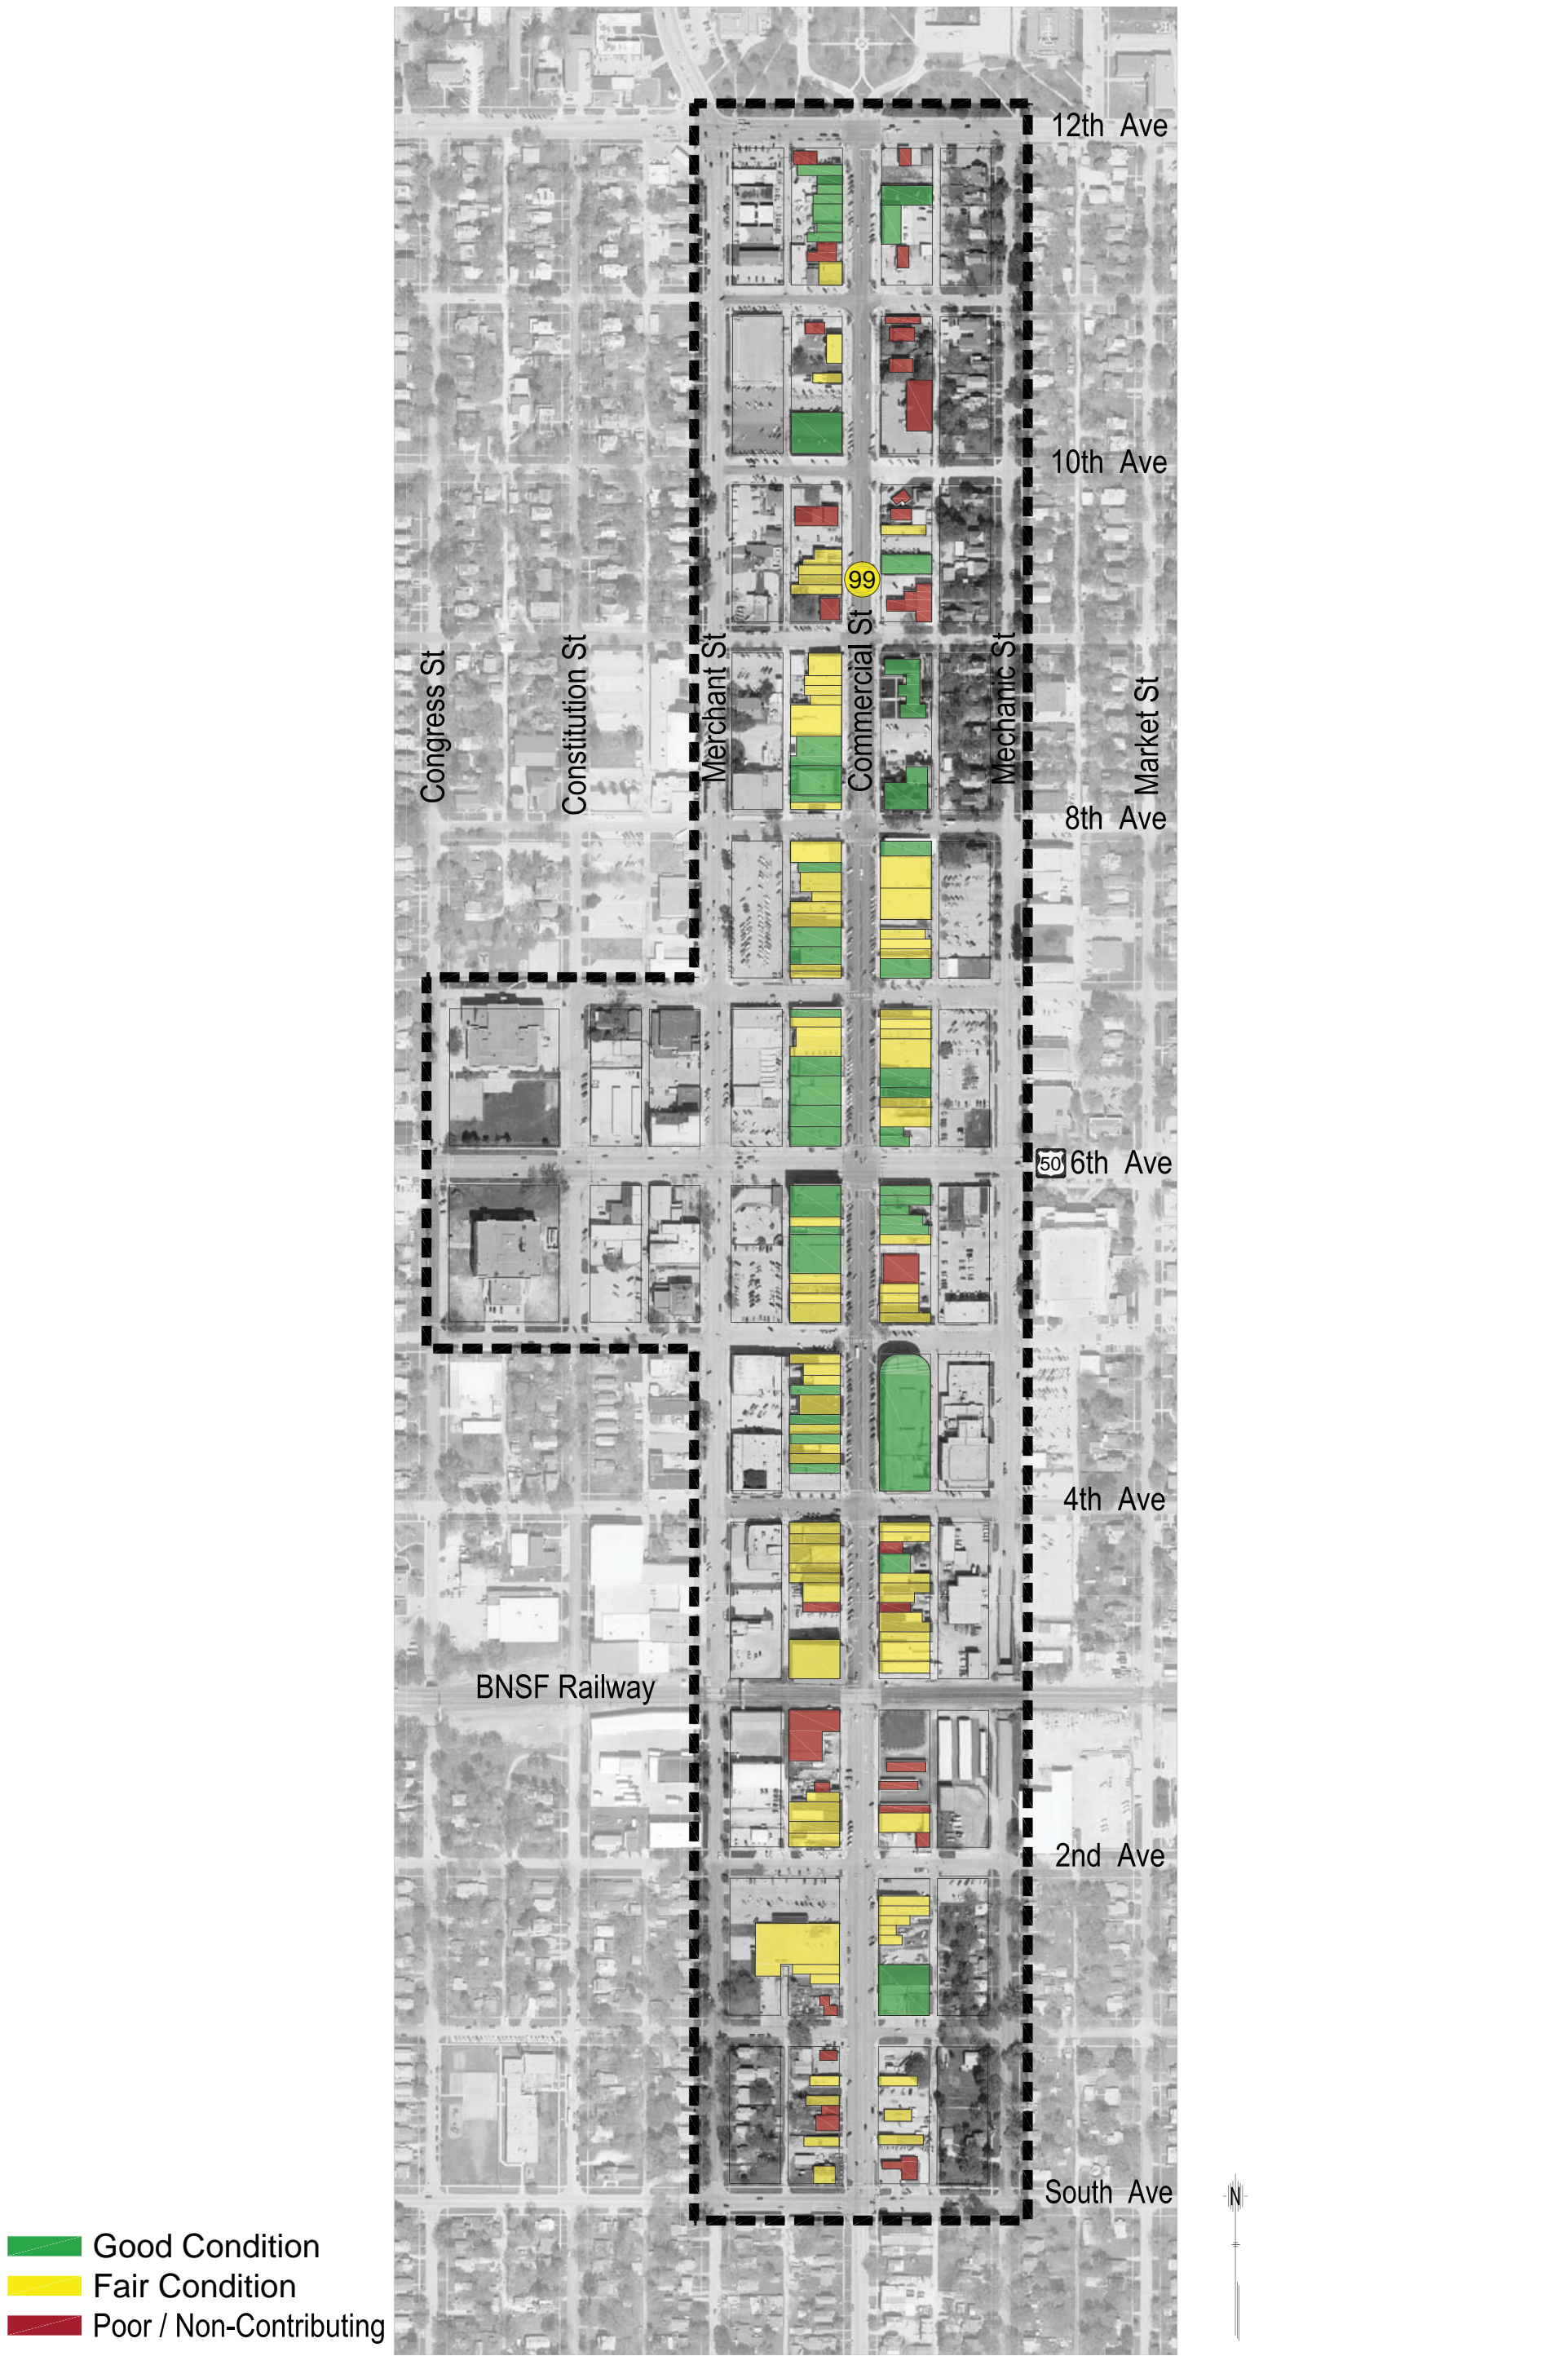 12th Ave
10th Ave
99
Congress St
Constitution St
Merchant St
Commercial St
Mechanic St
Market St
8th Ave
50
6th Ave
4th Ave
BNSF Railway
2nd Ave
South Ave
N
Good Condition
Fair Condition
Poor / Non-Contributing